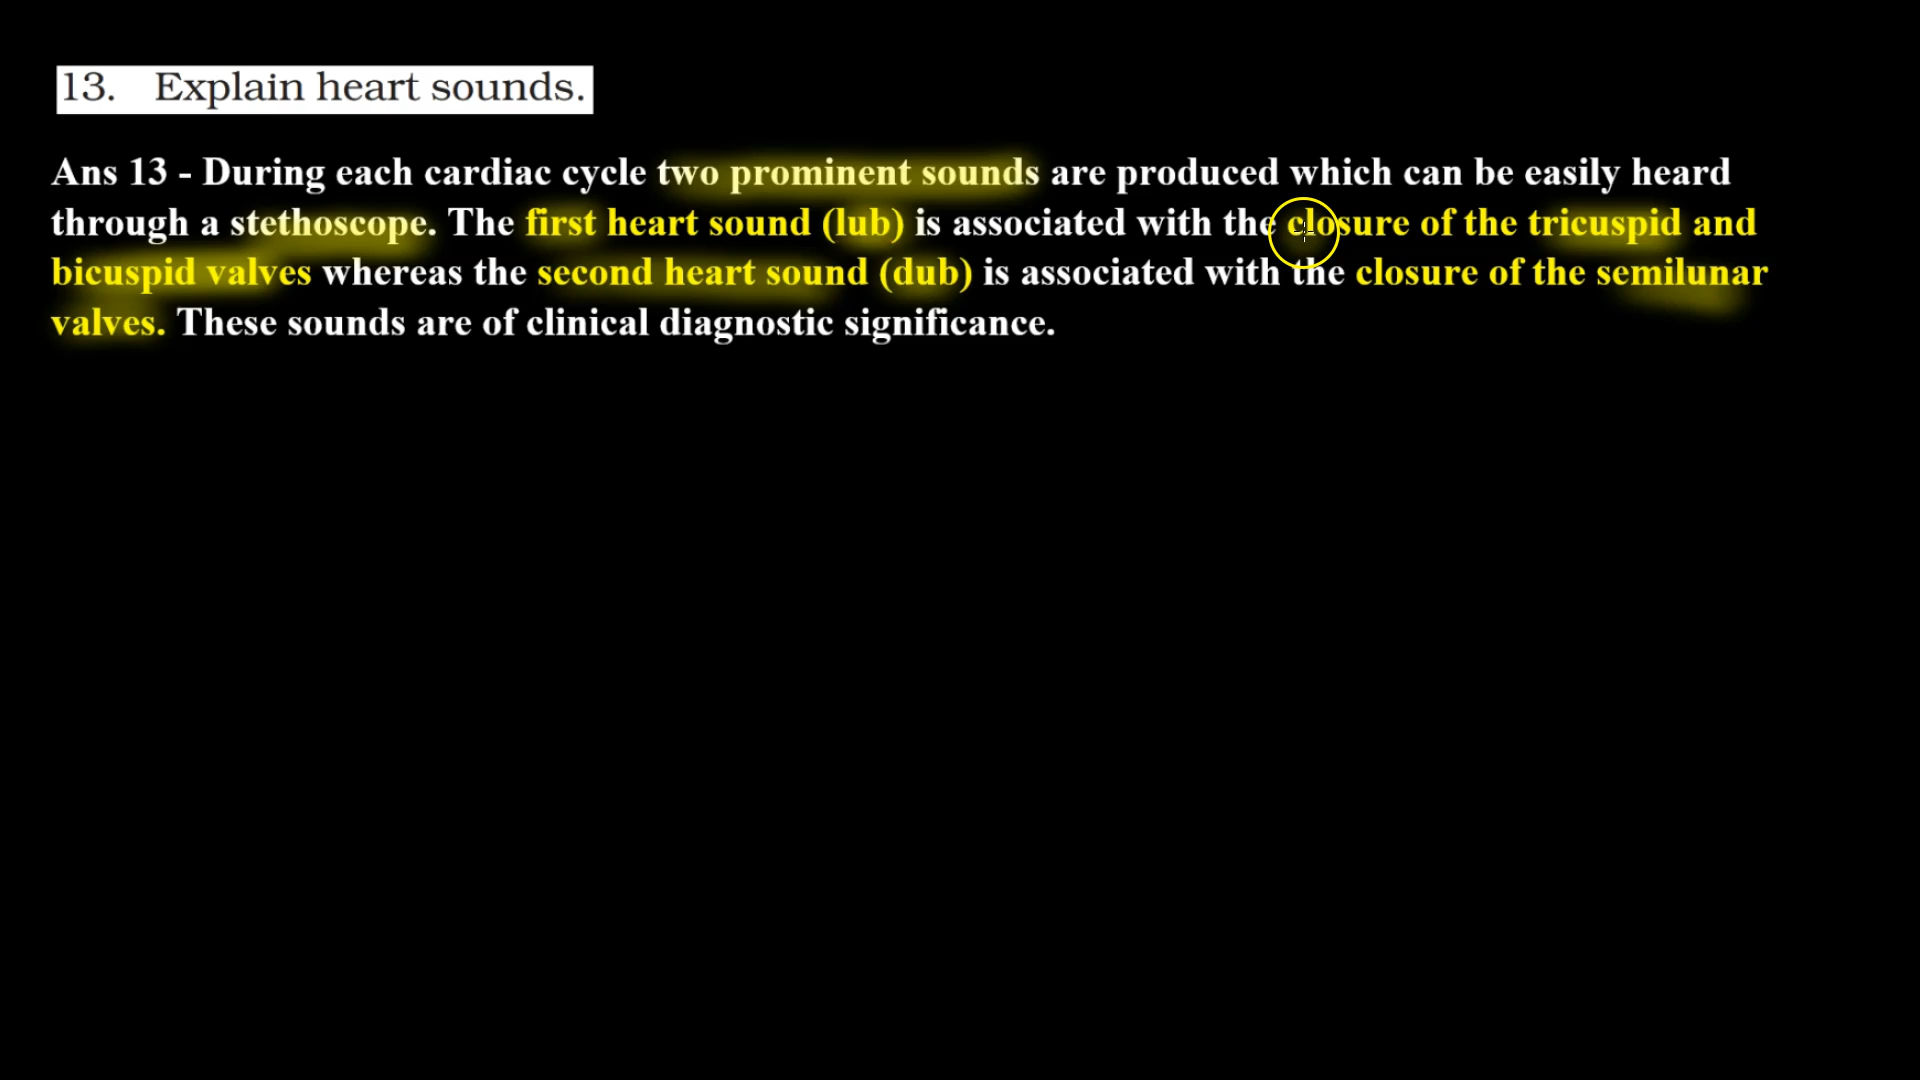 13. Explain heart sounds.
Ans 13 - During each cardiac cycle two prominent sounds are produced which can be easily heard
through a stethoscope. The first heart sound (lub) is associated with the closure of the tricuspid and
bicuspid valves whereas the second heart sound (dub) is associated with the closure of the semilunar
valves. These sounds are of clinical diagnostic significance.